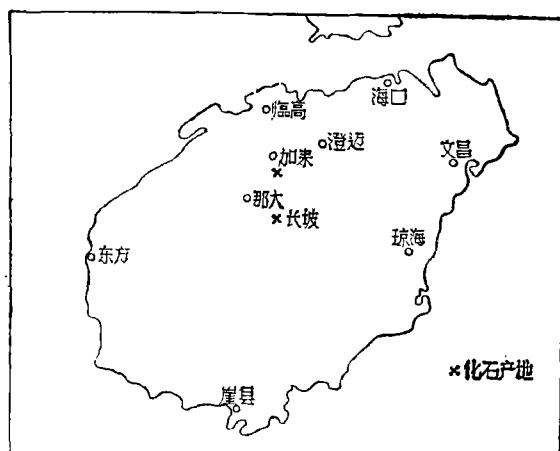 海口
临高
澄迈
加来
文昌
那大
×长坡
琼海
东方
×化石产地
崖县